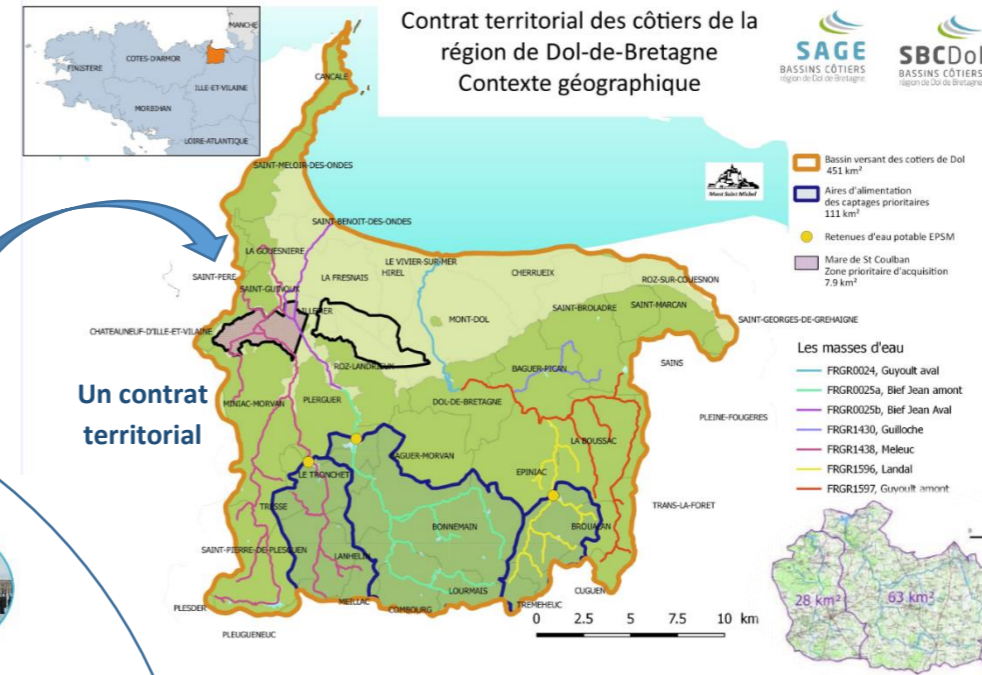 MANCHE
FINISTERE
COTES-D'ARMOR
ILLE-ET-VILAINE
MORBIHAN
LOIRE-ATLANTIQUE
Contrat territorial des côtiers de la
région de Dol-de-Bretagne
Contexte géographique
SAGE
BASSINS CÔTIERS
région de Dol de Bretagne
SBCDol
BASSINS CÔTIERS
région de Dol de Bretagne
CANCALE
SAINT-MELOIR-DES-ONDES
SAINT-BENOIT-DES-ONDES
LA GOUESNIERE
SAINT-PERE
SAINT-GUINOUX
LA FRESNAIS
HIREL
LE VIVIER-SUR-MER
CHERRUEIX
ROZ-SUR-COUESNON
SAINT-MARCAN
SAINT-BROLADRE
SAINT-GEORGES-DE-GREHAIGNE
CHATEAUNEUF-D'ILLE-ET-VILAINE
MONT-DOL
ROZ-LANDRIEUX
BAGUER-PICAN
SAINS
MINIAC-MORVAN
PLERGUER
DOL-DE-BRETAGNE
PLEINE-FOUGERES
LA BOUSSAC
AGUER-MORVAN
LE TRONCHET
EPINIAC
TRANS-LA-FORET
TRESSE
BONNEMAIN
BROUALAN
SAINT-PIERRE-DE-PLESGUEN
LANHELIN
LOURMAIS
CUGUEN
MEILLAC
COMBOURG
TREMEHEUC
PLESDER
PLEUGUENEUC
Un contrat
territorial
Mont Saint Michel
Bassin versant des cotiers de Dol
451 km²
Aires d'alimentation
des captages prioritaires
111 km²
Retenues d'eau potable EPSM
Mare de St Coulban
Zone prioritaire d'acquisition
7.9 km²
Les masses d'eau
FRGR0024, Guyoult aval
FRGR0025a, Bief Jean amont
FRGR0025b, Bief Jean Aval
FRGR1430, Guilloche
FRGR1438, Meleuc
FRGR1596, Landal
FRGR1597, Guyoult amont
0 2.5 5 7.5 10 km
28 km²
63 km²